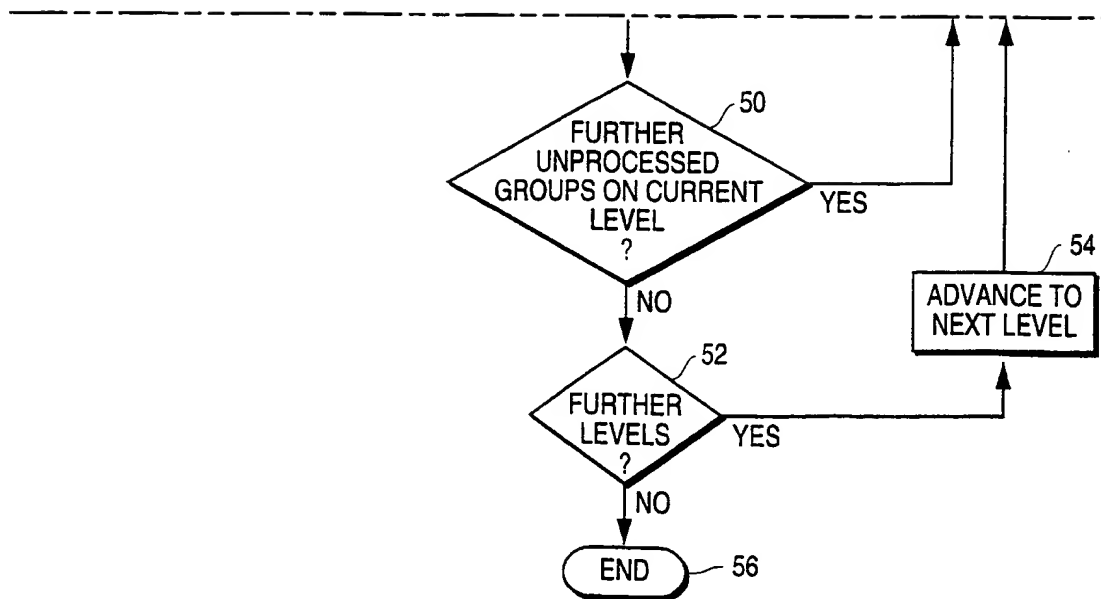 50
FURTHER
UNPROCESSED
GROUPS ON CURRENT
LEVEL
?
YES
NO
54
ADVANCE TO
NEXT LEVEL
52
FURTHER
LEVELS
?
YES
NO
END
56